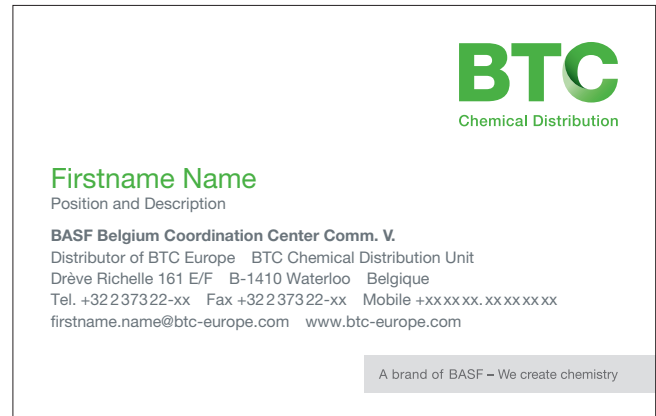 BTC
Chemical Distribution
Firstname Name
Position and Description
BASF Belgium Coordination Center Comm. V.
Distributor of BTC Europe BTC Chemical Distribution Unit
Drève Richelle 161 E/F B-1410 Waterloo Belgique
Tel. +32 2 373 22-xx Fax +32 2 373 22-xx Mobile +xx xx xx. xx xx xx xx
firstname.name@btc-europe.com www.btc-europe.com
A brand of BASF – We create chemistry